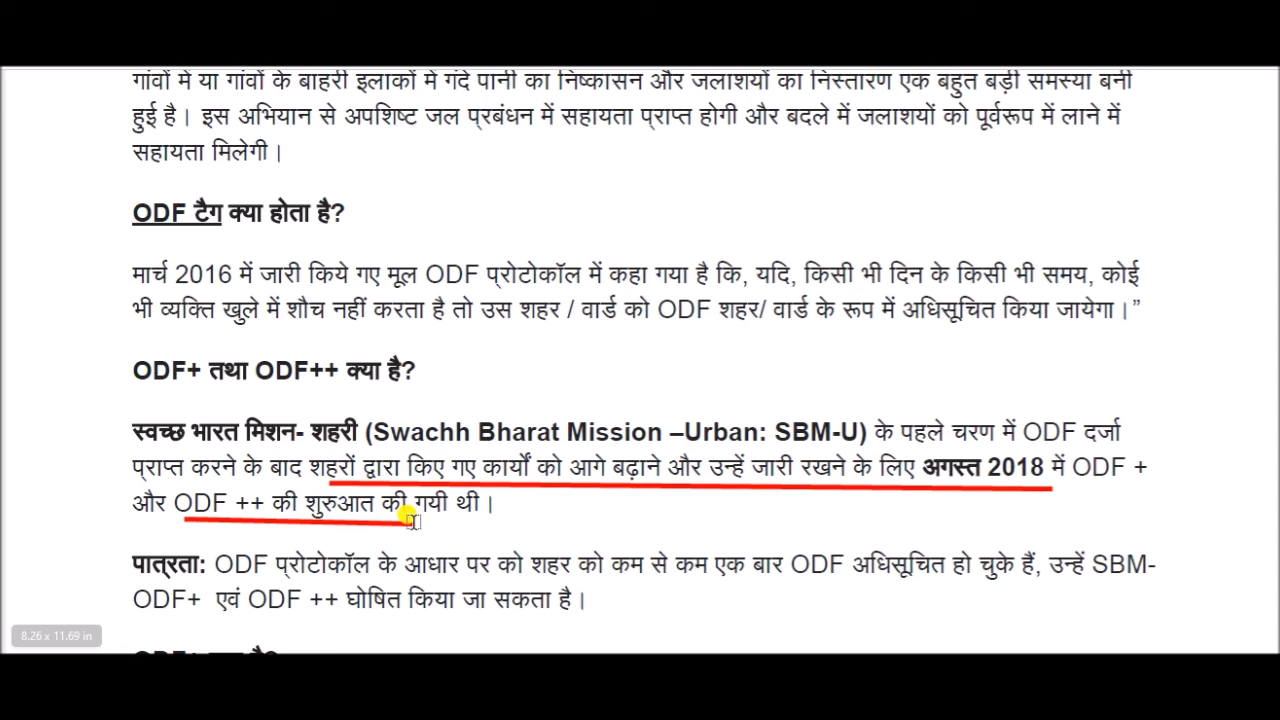 गांवों में या गांवों के बाहरी इलाकों में गंदे पानी का निष्कासन और जलाशयों का निस्तारण एक बहुत बड़ी समस्या बनी
हुई है। इस अभियान से अपशिष्ट जल प्रबंधन में सहायता प्राप्त होगी और बदले में जलाशयों को पूर्वरूप में लाने में
सहायता मिलेगी।
ODF टैग क्या होता है?
मार्च 2016 में जारी किये गए मूल ODF प्रोटोकॉल में कहा गया है कि, यदि, किसी भी दिन के किसी भी समय, कोई
भी व्यक्ति खुले में शौच नहीं करता है तो उस शहर / वार्ड को ODF शहर/ वार्ड के रूप में अधिसूचित किया जायेगा।”
ODF+ तथा ODF++ क्या है?
स्वच्छ भारत मिशन- शहरी (Swachh Bharat Mission –Urban: SBM-U) के पहले चरण में ODF दर्जा
प्राप्त करने के बाद शहरों द्वारा किए गए कार्यों को आगे बढ़ाने और उन्हें जारी रखने के लिए अगस्त 2018 में ODF +
और ODF ++ की शुरुआत की गयी थी।
पात्रता: ODF प्रोटोकॉल के आधार पर को शहर को कम से कम एक बार ODF अधिसूचित हो चुके हैं, उन्हें SBM-
ODF+ एवं ODF ++ घोषित किया जा सकता है।
8.26 x 11.69 in